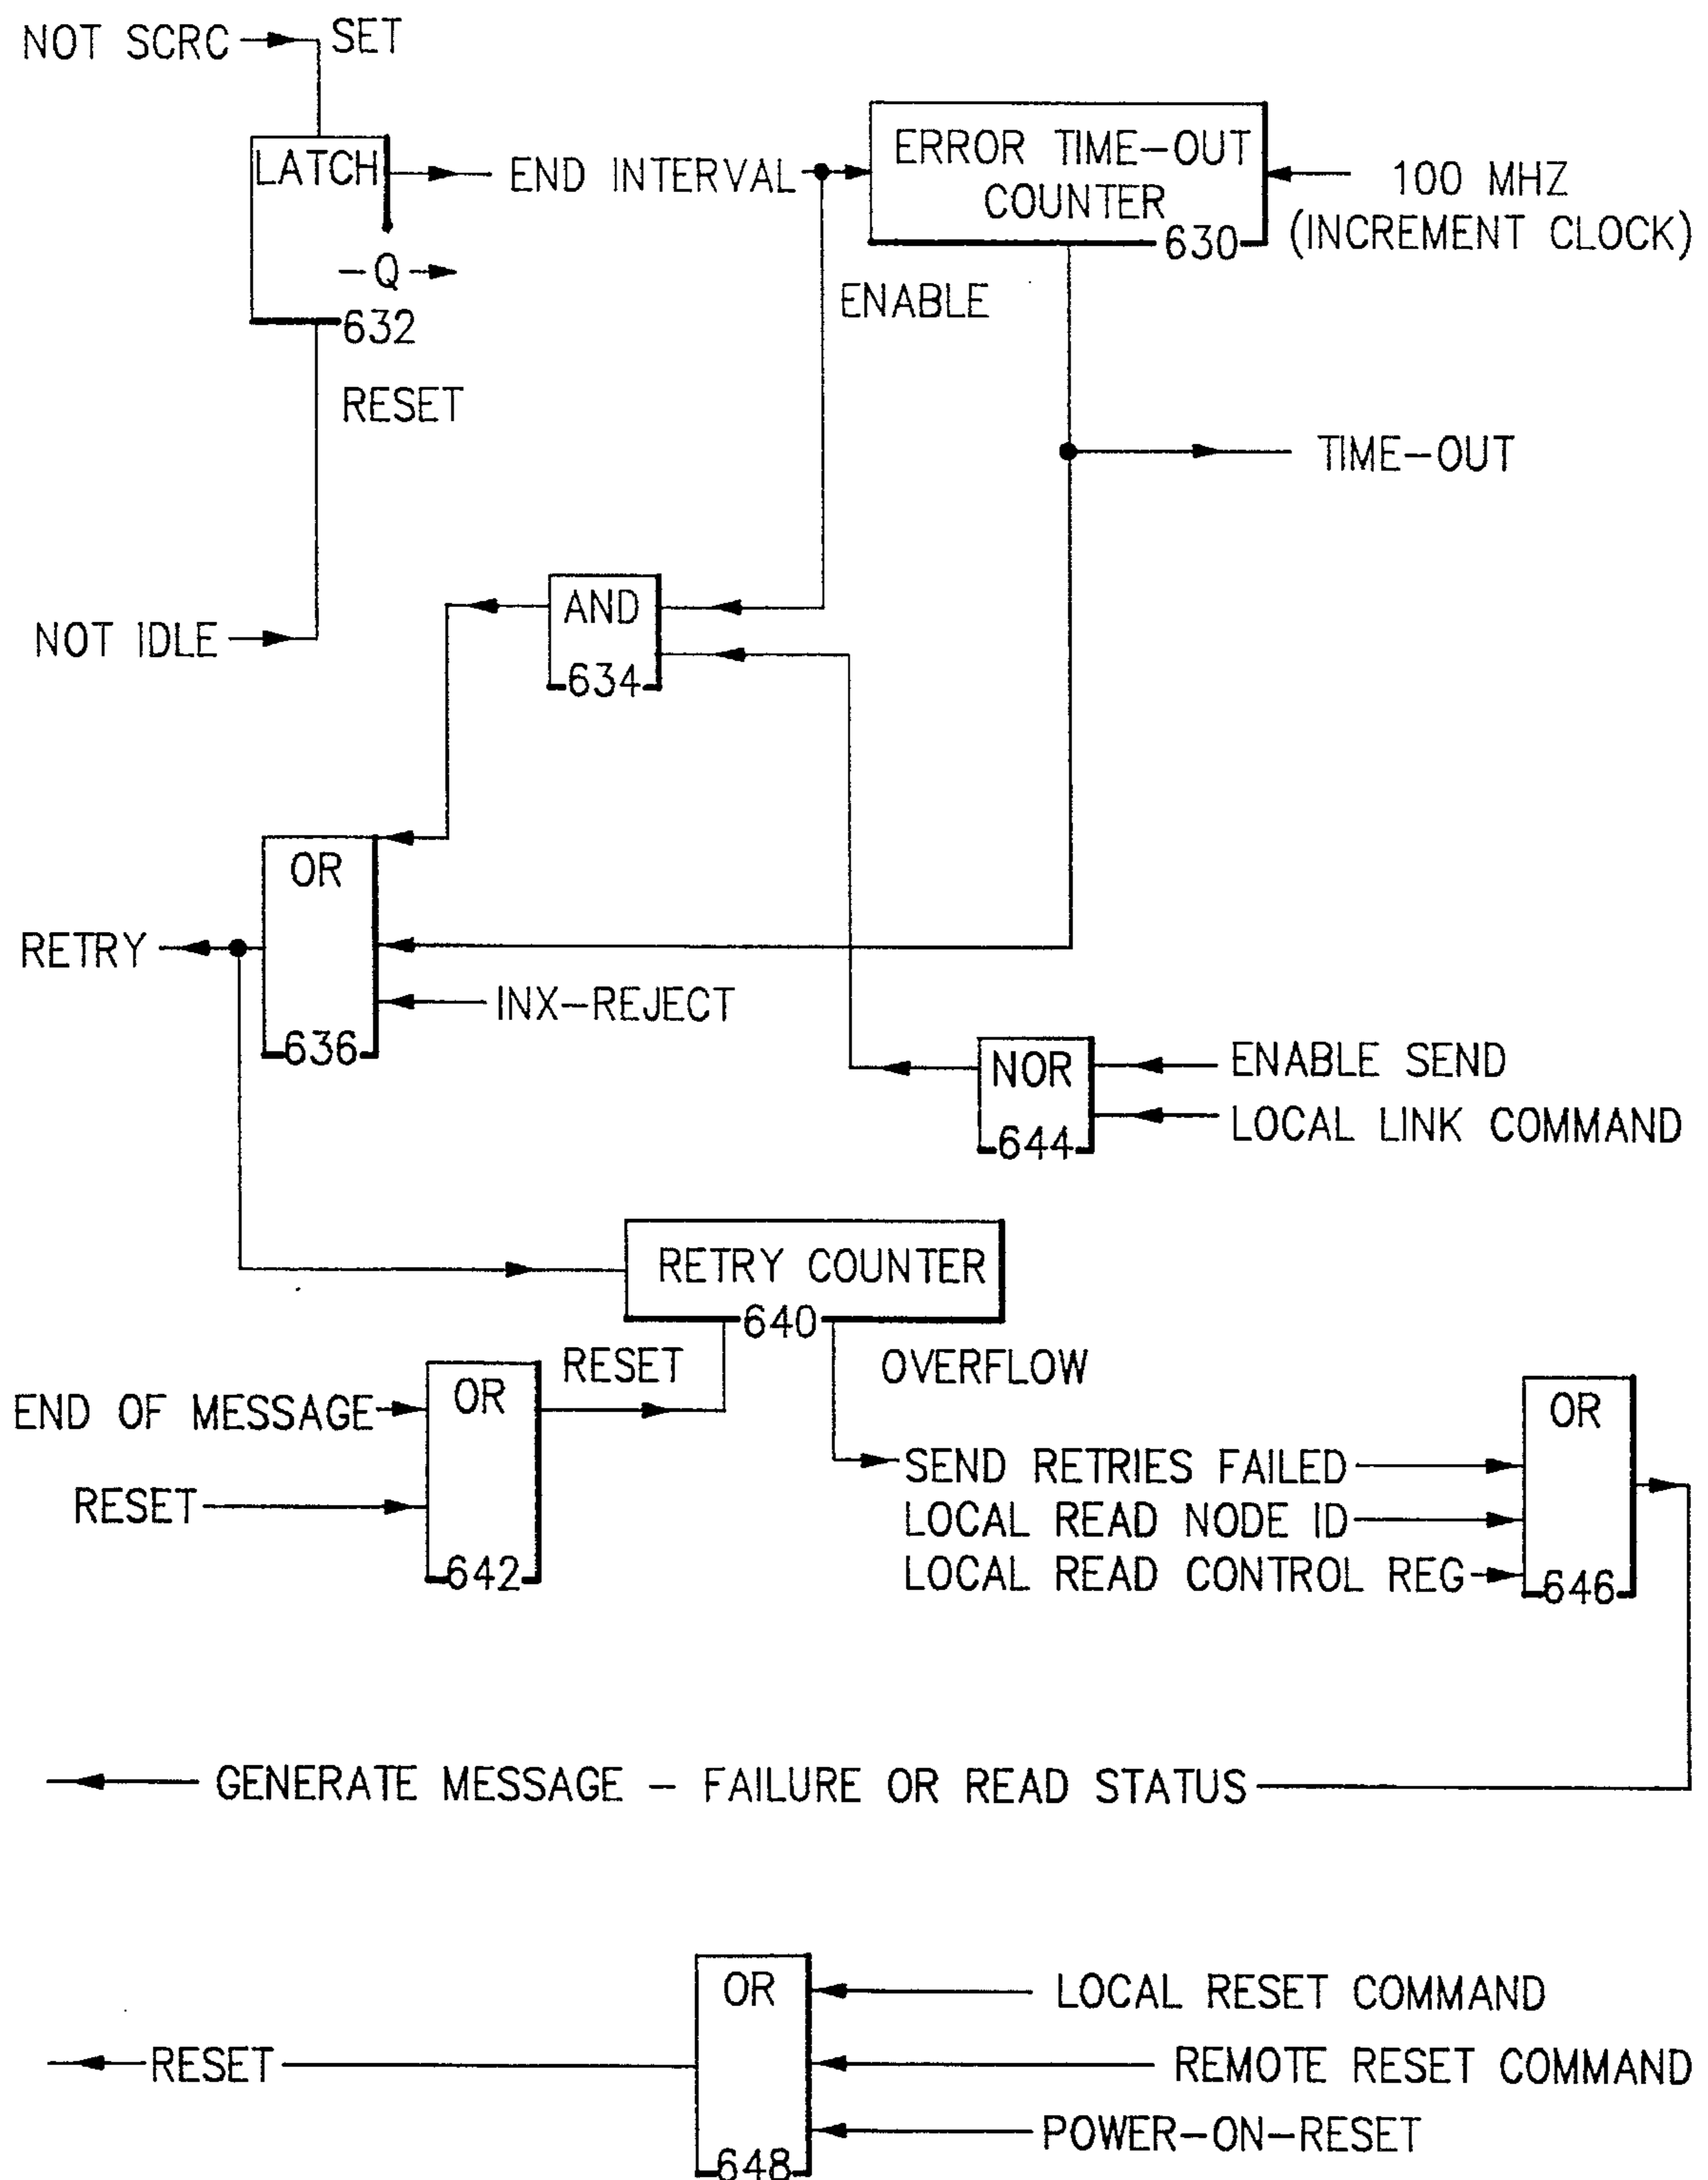 NOT SCRC
SET
LATCH
-Q
632
RESET
END INTERVAL
ERROR TIME-OUT
COUNTER
630
100 MHZ
(INCREMENT CLOCK)
ENABLE
TIME-OUT
NOT IDLE
AND
634
OR
636
RETRY
INX-REJECT
NOR
644
ENABLE SEND
LOCAL LINK COMMAND
RETRY COUNTER
640
RESET
OVERFLOW
END OF MESSAGE
RESET
OR
642
SEND RETRIES FAILED
LOCAL READ NODE ID
LOCAL READ CONTROL REG
OR
646
GENERATE MESSAGE - FAILURE OR READ STATUS
OR
648
LOCAL RESET COMMAND
RESET
REMOTE RESET COMMAND
POWER-ON-RESET